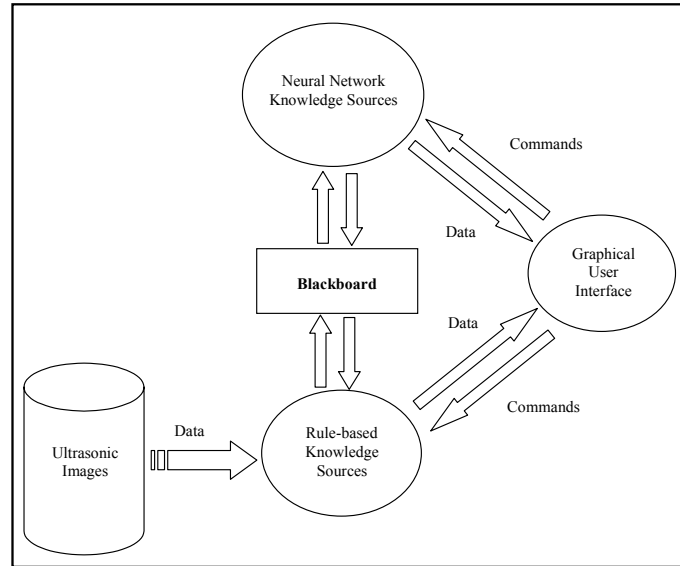 Neural Network
Knowledge Sources
Commands
Data
Graphical
User
Interface
Blackboard
Data
Commands
Rule-based
Knowledge
Sources
Data
Ultrasonic
Images